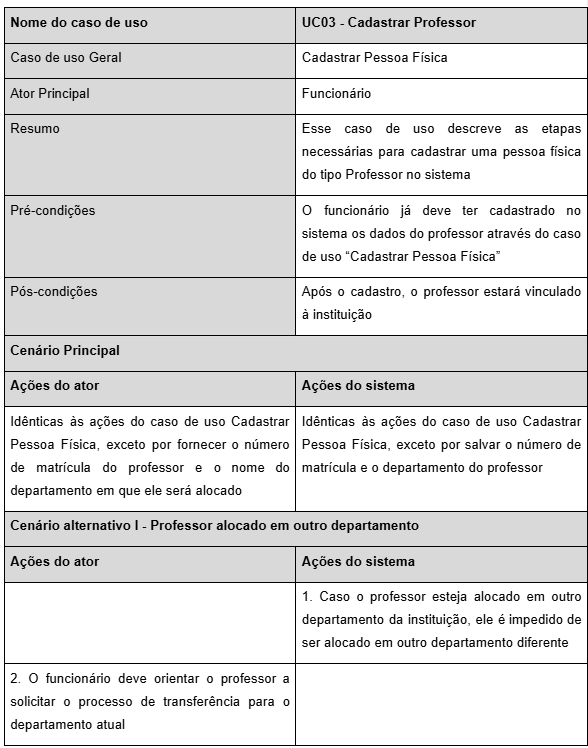 Nome do caso de uso
UC03 - Cadastrar Professor
Caso de uso Geral
Cadastrar Pessoa Física
Ator Principal
Funcionário
Resumo
Esse caso de uso descreve as etapas
necessárias para cadastrar uma pessoa física
do tipo Professor no sistema
Pré-condições
O funcionário já deve ter cadastrado no
sistema os dados do professor através do caso
de uso “Cadastrar Pessoa Física”
Pós-condições
Após o cadastro, o professor estará vinculado
à instituição
Cenário Principal
Ações do ator
Ações do sistema
Idênticas às ações do caso de uso Cadastrar
Pessoa Física, exceto por fornecer o número
de matrícula do professor e o nome do
departamento em que ele será alocado
Idênticas às ações do caso de uso Cadastrar
Pessoa Física, exceto por salvar o número de
matrícula e o departamento do professor
Cenário alternativo I - Professor alocado em outro departamento
Ações do ator
Ações do sistema
1. Caso o professor esteja alocado em outro
departamento da instituição, ele é impedido de
ser alocado em outro departamento diferente
2. O funcionário deve orientar o professor a
solicitar o processo de transferência para o
departamento atual